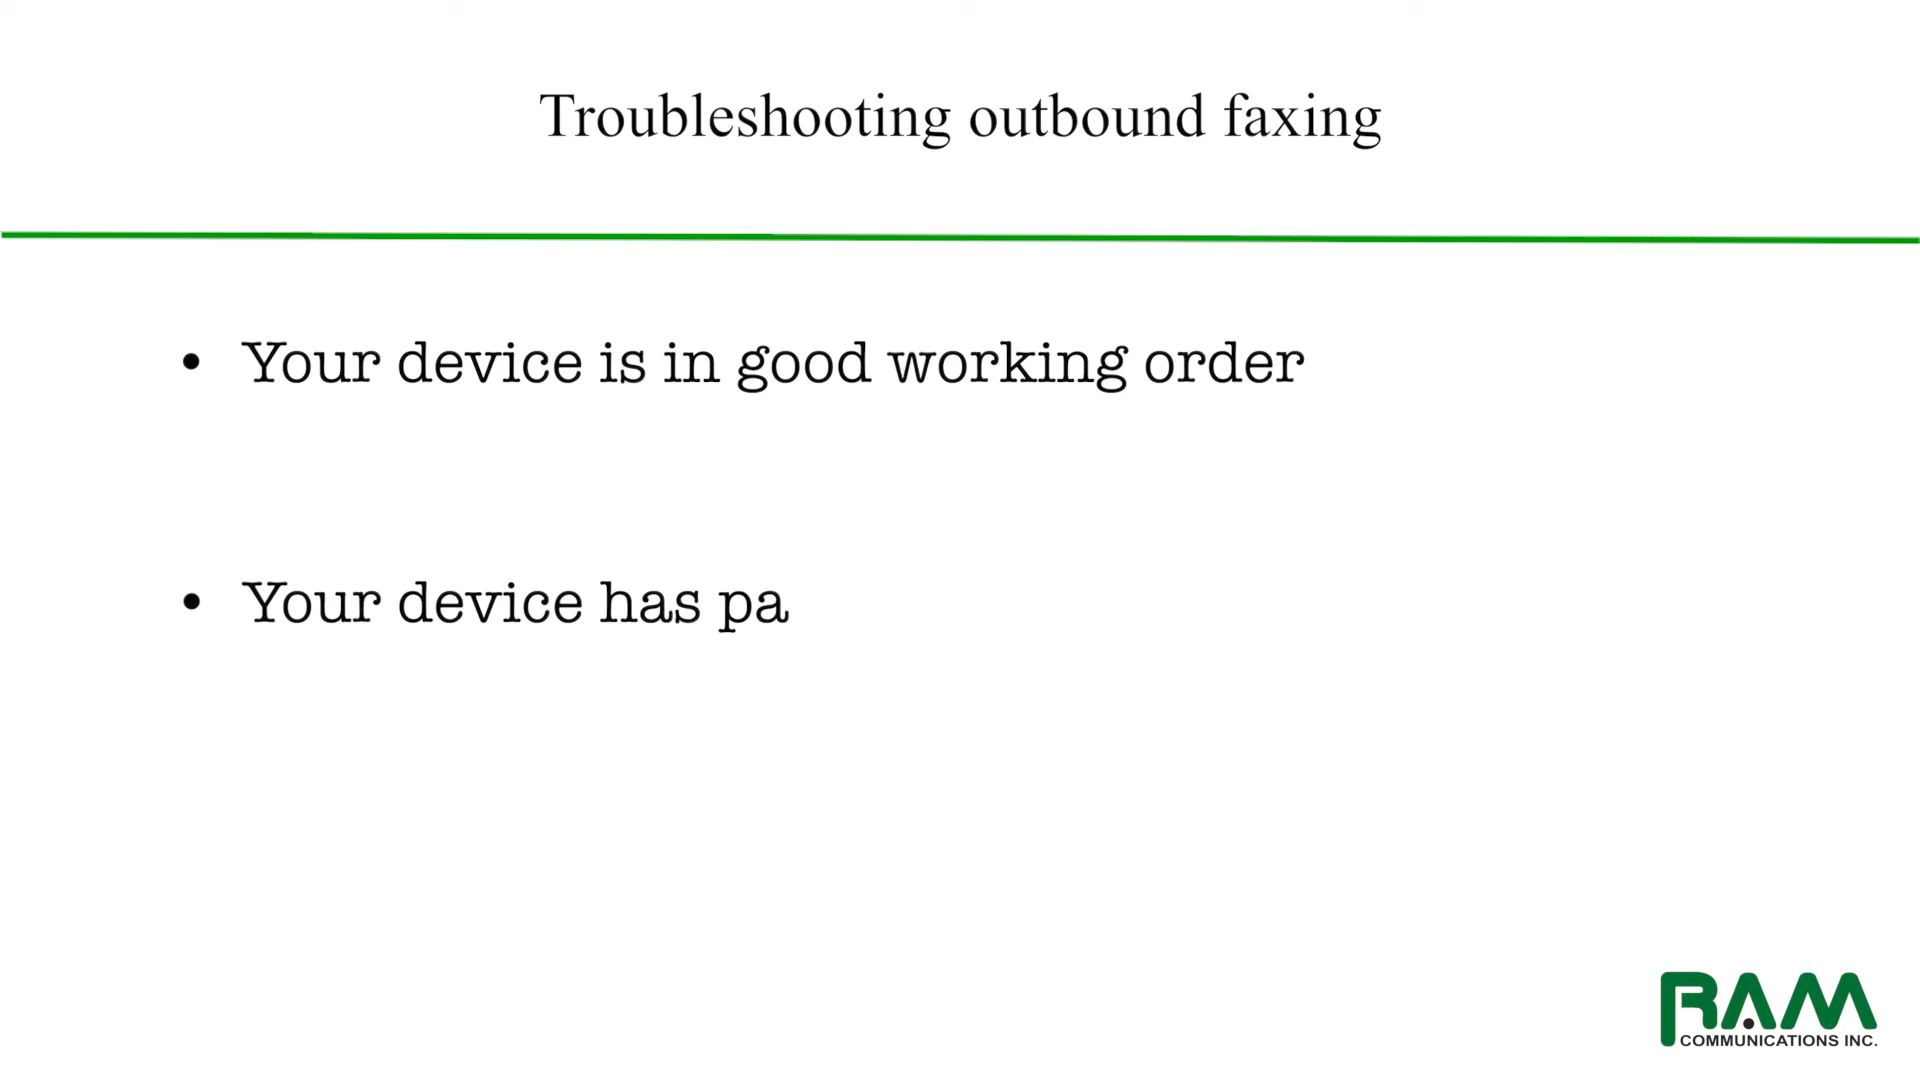 Troubleshooting outbound faxing
• Your device is in good working order
• Your device has pa
RAM
COMMUNICATIONS INC.